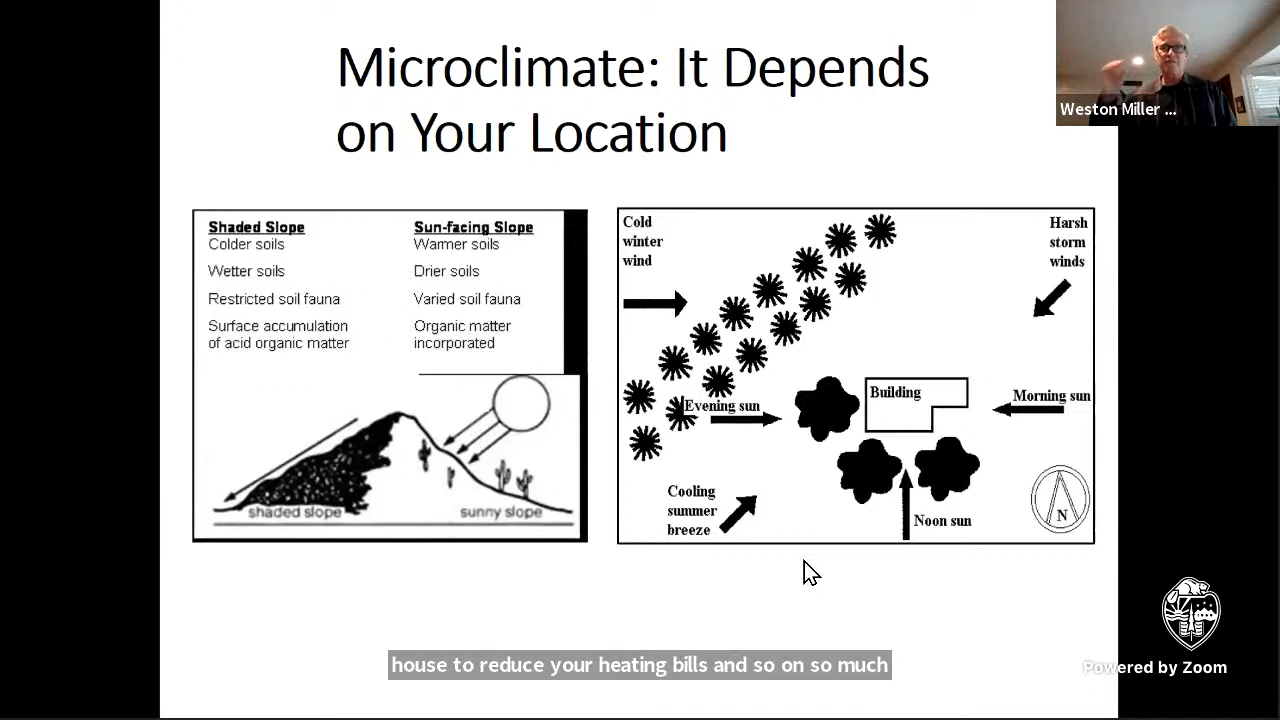 Microclimate: It Depends
on Your Location
Weston Miller ...
Shaded Slope
Colder soils
Wetter soils
Restricted soil fauna
Surface accumulation
of acid organic matter
Sun-facing Slope
Warmer soils
Drier soils
Varied soil fauna
Organic matter
incorporated
shaded slope
sunny slope
Cold
winter
wind
Harsh
storm
winds
Building
Evening sun
Morning sun
Cooling
summer
breeze
Noon sun
N
house to reduce your heating bills and so on so much
Powered by Zoom